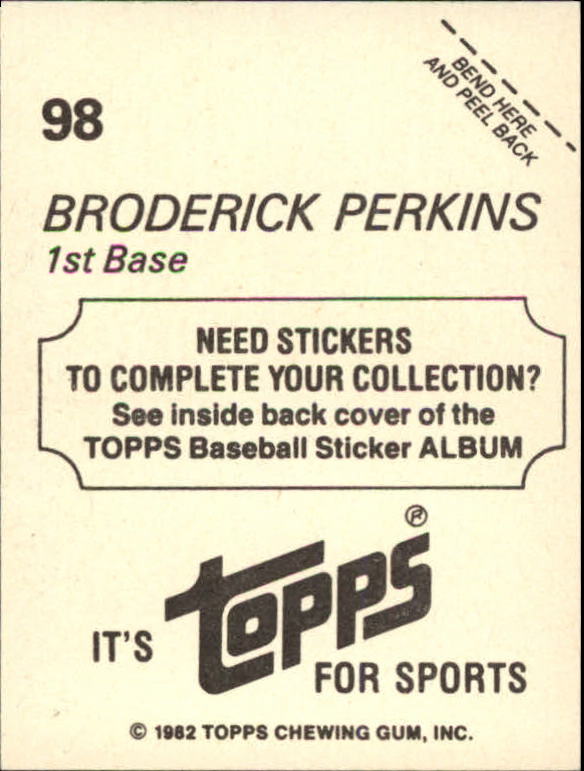 98
BEND HERE
AND PEEL BACK
BRODERICK PERKINS
1st Base
NEED STICKERS
TO COMPLETE YOUR COLLECTION?
See inside back cover of the
TOPPS Baseball Sticker ALBUM
IT'S topps®
FOR SPORTS
© 1982 TOPPS CHEWING GUM, INC.